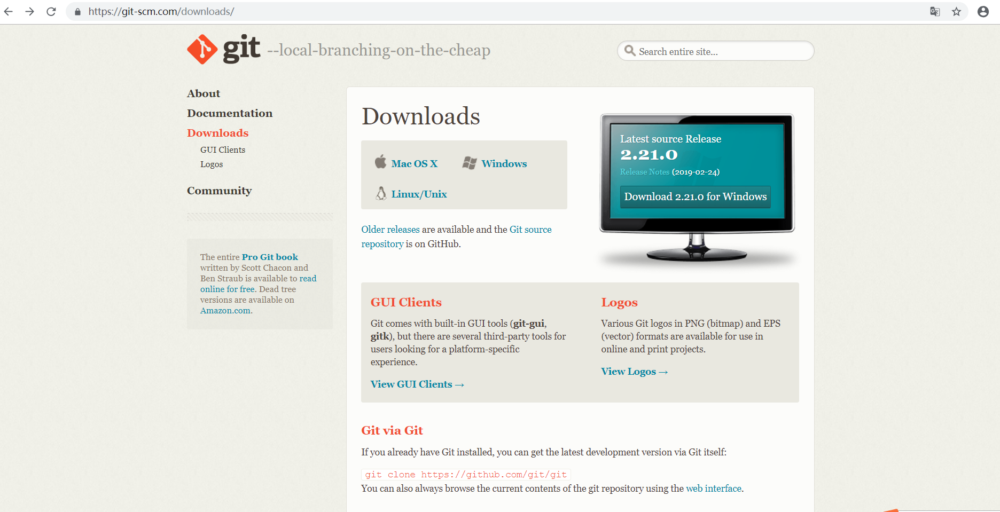 https://git-scm.com/downloads/
git --local-branching-on-the-cheap
Search entire site...
About
Documentation
Downloads
GUI Clients
Logos
Community
The entire Pro Git book
written by Scott Chacon and
Ben Straub is available to read
online for free. Dead tree
versions are available on
Amazon.com.
Downloads
Mac OS X
Windows
Linux/Unix
Older releases are available and the Git source
repository is on GitHub.
Latest source Release
2.21.0
Release Notes (2019-02-24)
Download 2.21.0 for Windows
GUI Clients
Git comes with built-in GUI tools (git-gui,
gitk), but there are several third-party tools for
users looking for a platform-specific
experience.
View GUI Clients →
Logos
Various Git logos in PNG (bitmap) and EPS
(vector) formats are available for use in
online and print projects.
View Logos →
Git via Git
If you already have Git installed, you can get the latest development version via Git itself:
git clone https://github.com/git/git
You can also always browse the current contents of the git repository using the web interface.